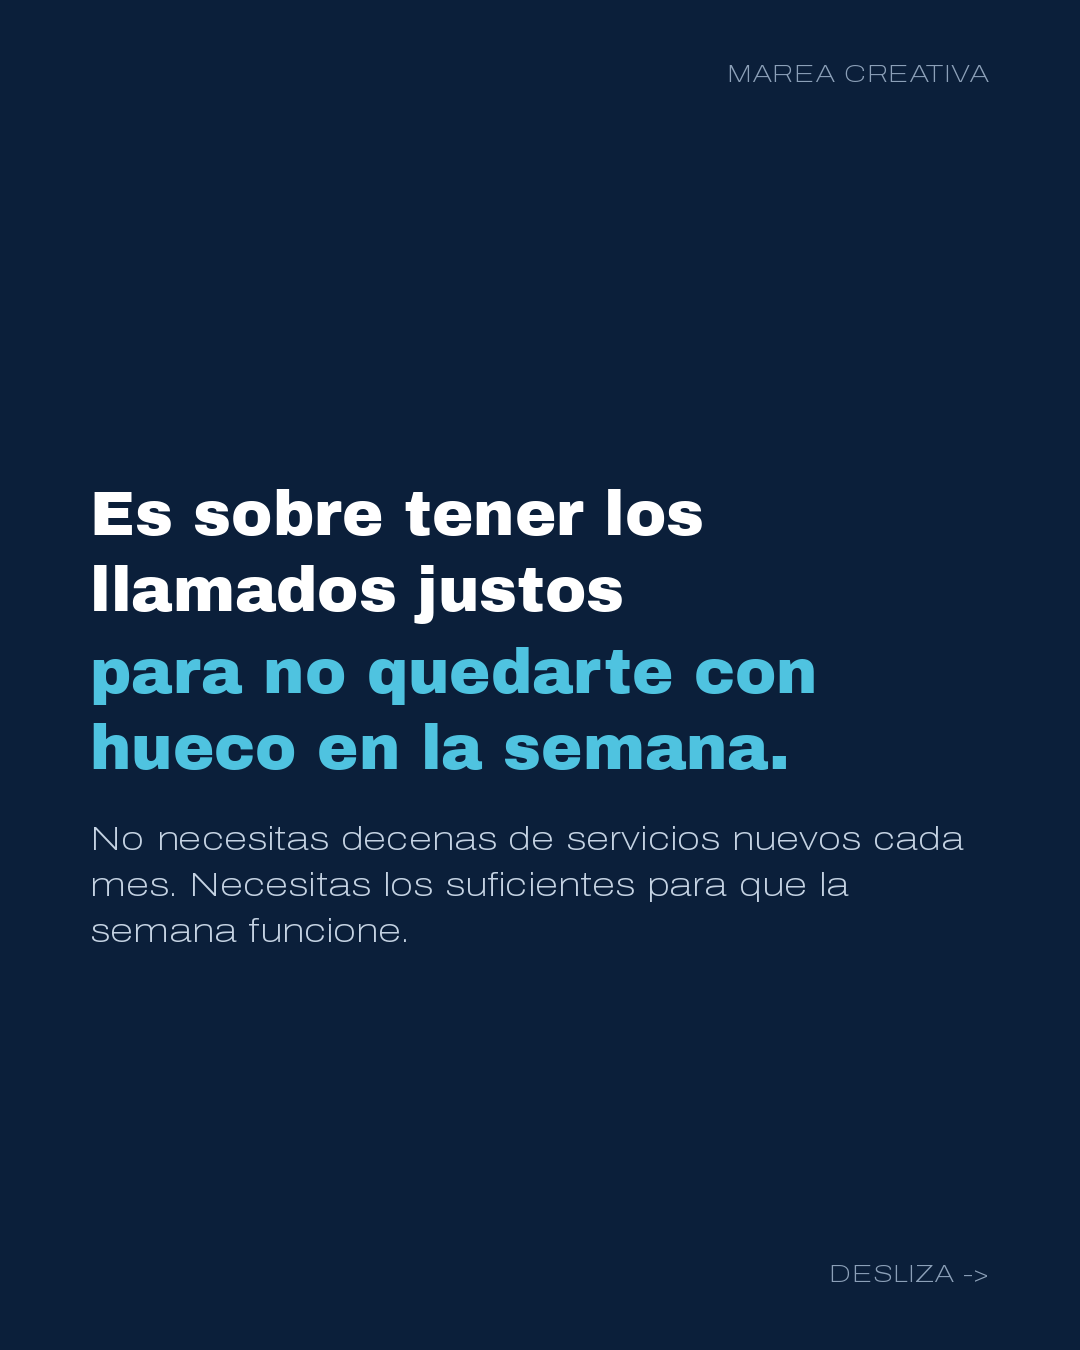 MAREA CREATIVA
Es sobre tener los
llamados justos
para no quedarte con
hueco en la semana.
No necesitas decenas de servicios nuevos cada
mes. Necesitas los suficientes para que la
semana funcione.
DESLIZA ->